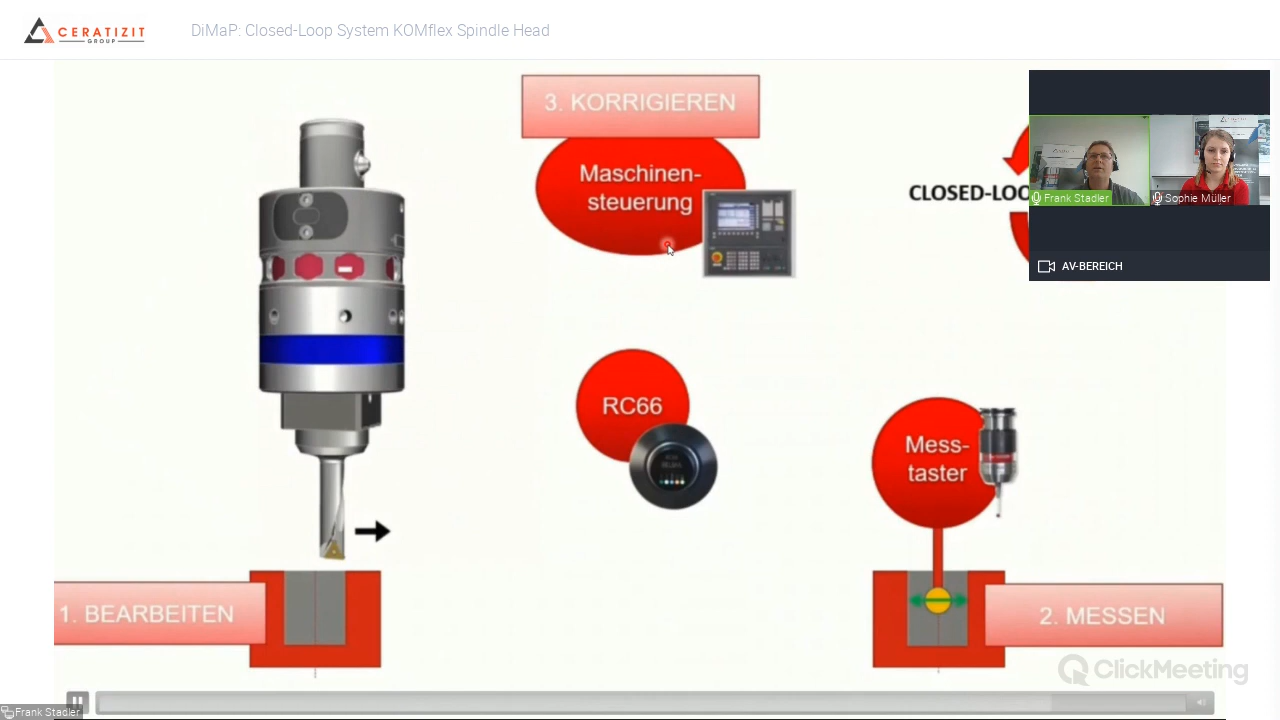 CERATIZIT
GROUP
DiMaP: Closed-Loop System KOMflex Spindle Head
3. KORRIGIEREN
Maschinen-
steuerung
CLOSED-LOO
Frank Stadler
Sophie Müller
AV-BEREICH
RC66
Mess-
taster
1. BEARBEITEN
2. MESSEN
ClickMeeting
Frank Stadler